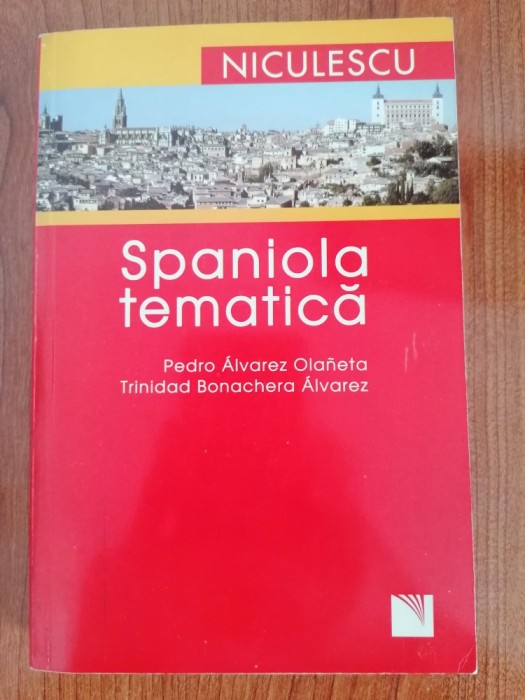 NICULESCU
Spaniola
tematică
Pedro Álvarez Olañeta
Trinidad Bonachera Álvarez